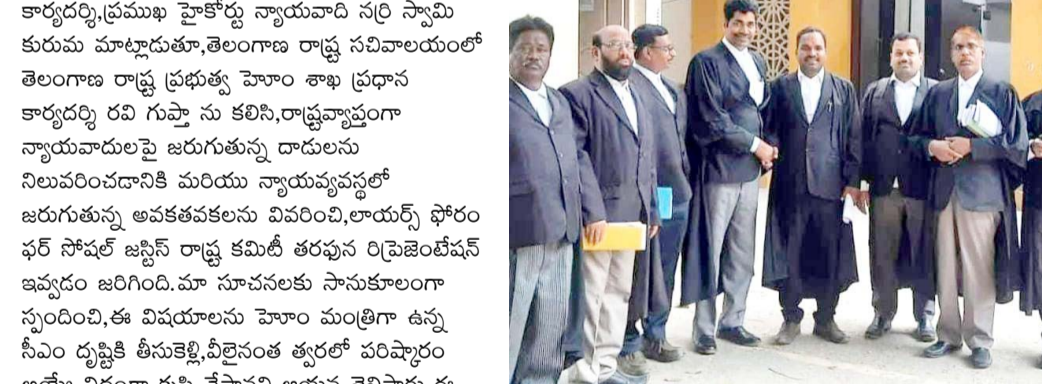 కార్యదర్శి,ప్రముఖ హైకోర్టు న్యాయవాది నర్రి స్వామి
కురుమ మాట్లాడుతూ,తెలంగాణ రాష్ట్ర సచివాలయంలో
తెలంగాణ రాష్ట్ర ప్రభుత్వ హెూం శాఖ ప్రధాన
కార్యదర్శి రవి గుప్తా ను కలిసి,రాష్ట్రవ్యాప్తంగా
న్యాయవాదులపై జరుగుతున్న దాడులను
నిలువరించడానికి మరియు న్యాయవ్యవస్థలో
జరుగుతున్న అవకతవకలను వివరించి,లాయర్స్ ఫోరం
ఫర్ సోషల్ జస్టిస్ రాష్ట్ర కమిటీ తరఫున రిప్రెజెంటేషన్
ఇవ్వడం జరిగింది.మా సూచనలకు సానుకూలంగా
స్పందించి,ఈ విషయాలను హెూం మంత్రిగా ఉన్న
సీఎం దృష్టికి తీసుకెళ్లి,వీలైనంత త్వరలో పరిష్కారం